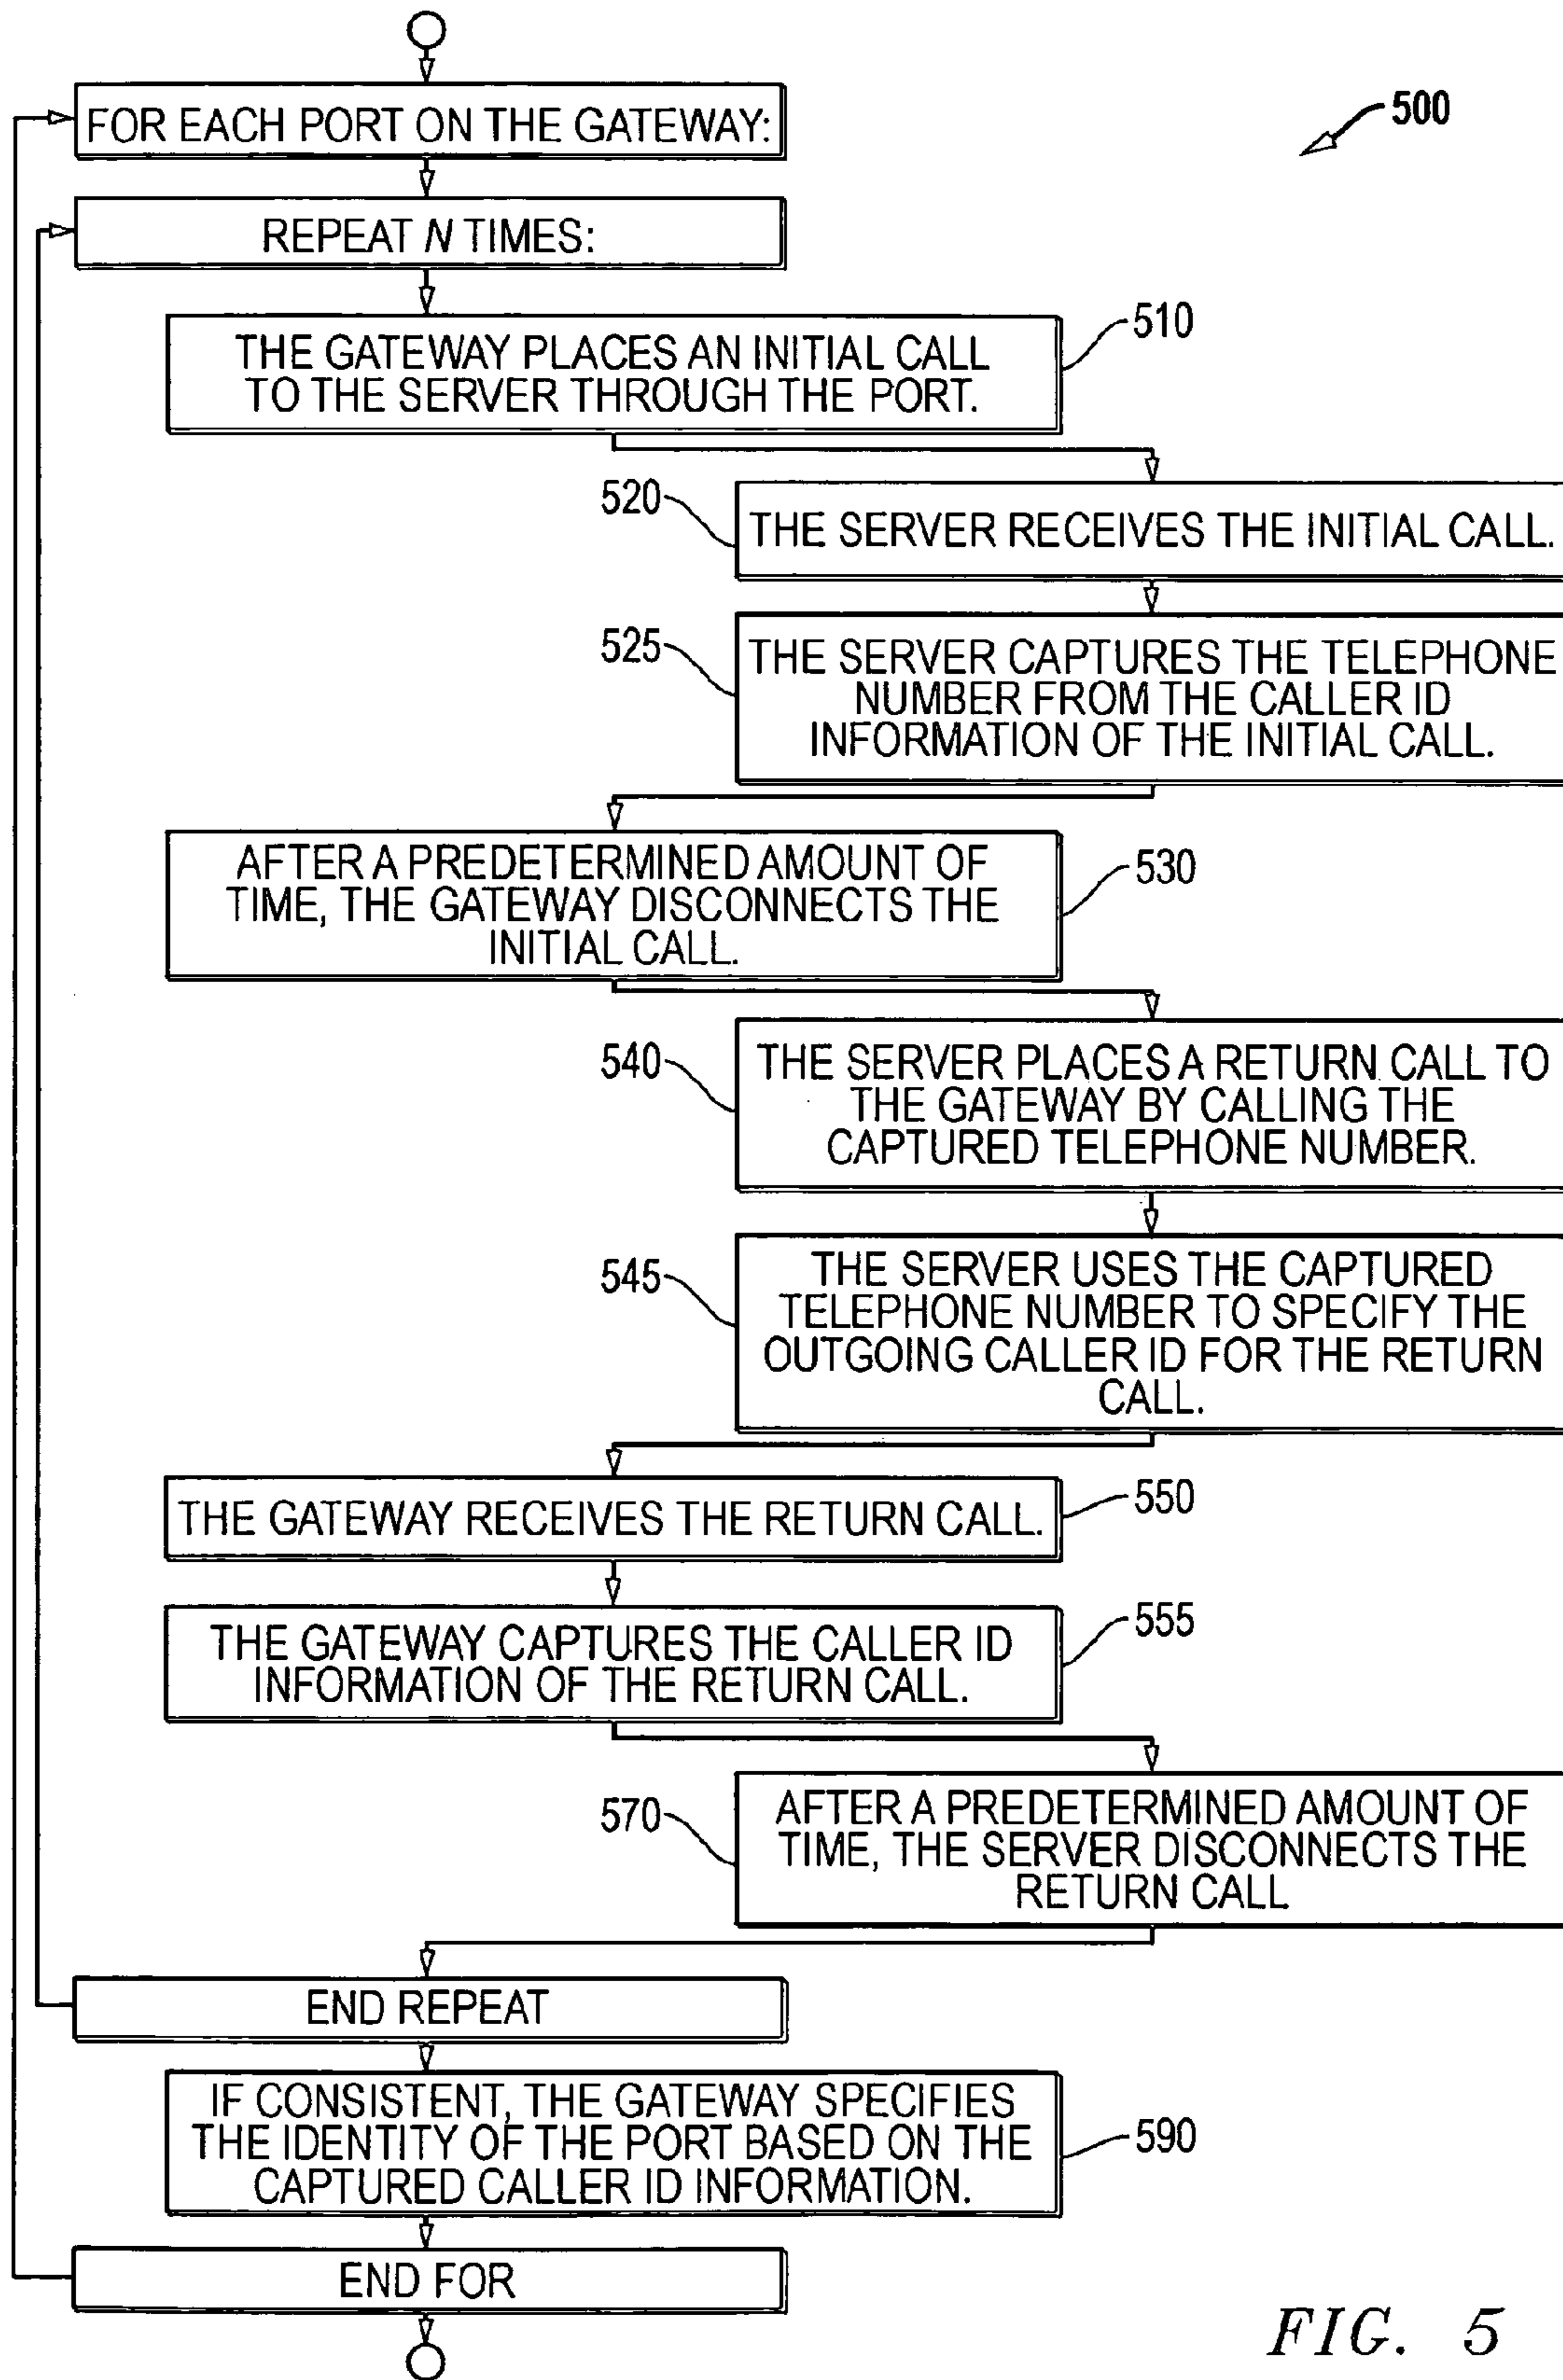 500
FOR EACH PORT ON THE GATEWAY:
REPEAT N TIMES:
510
THE GATEWAY PLACES AN INITIAL CALL
TO THE SERVER THROUGH THE PORT.
520
THE SERVER RECEIVES THE INITIAL CALL.
525
THE SERVER CAPTURES THE TELEPHONE
NUMBER FROM THE CALLER ID
INFORMATION OF THE INITIAL CALL.
AFTER A PREDETERMINED AMOUNT OF
TIME, THE GATEWAY DISCONNECTS THE
INITIAL CALL.
530
540
THE SERVER PLACES A RETURN CALL TO
THE GATEWAY BY CALLING THE
CAPTURED TELEPHONE NUMBER.
545
THE SERVER USES THE CAPTURED
TELEPHONE NUMBER TO SPECIFY THE
OUTGOING CALLER ID FOR THE RETURN
CALL.
THE GATEWAY RECEIVES THE RETURN CALL.
550
THE GATEWAY CAPTURES THE CALLER ID
INFORMATION OF THE RETURN CALL.
555
570
AFTER A PREDETERMINED AMOUNT OF
TIME, THE SERVER DISCONNECTS THE
RETURN CALL
END REPEAT
IF CONSISTENT, THE GATEWAY SPECIFIES
THE IDENTITY OF THE PORT BASED ON THE
CAPTURED CALLER ID INFORMATION.
590
END FOR
FIG. 5